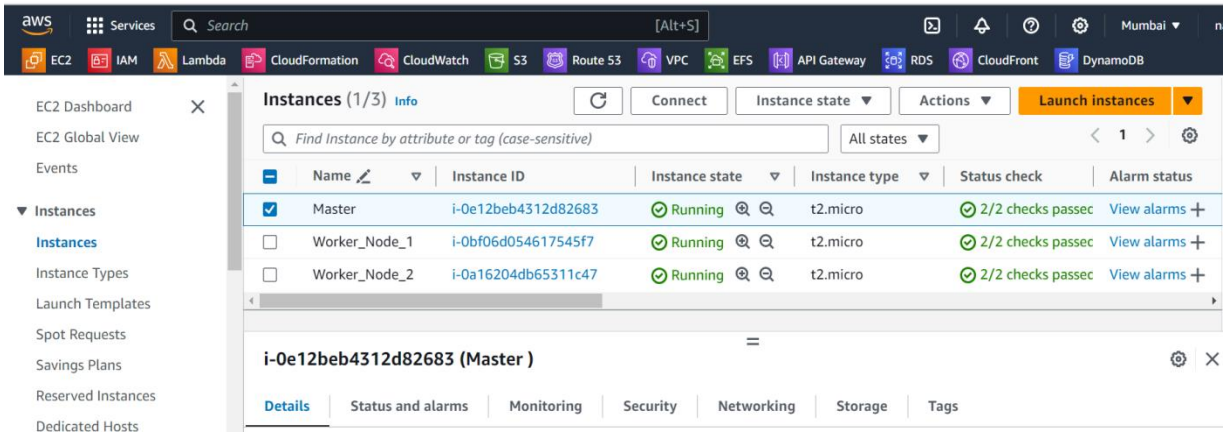 aws Services Search [Alt+S] Mumbai
EC2 IAM Lambda CloudFormation CloudWatch S3 Route 53 VPC EFS API Gateway RDS CloudFront DynamoDB
EC2 Dashboard
EC2 Global View
Events
Instances
Instances
Instance Types
Launch Templates
Spot Requests
Savings Plans
Reserved Instances
Dedicated Hosts
Instances (1/3) Info Connect Instance state Actions Launch instances
Find Instance by attribute or tag (case-sensitive) All states 1
Name Instance ID Instance state Instance type Status check Alarm status
Master i-0e12beb4312d82683 Running t2.micro 2/2 checks passec View alarms
Worker_Node_1 i-0bf06d054617545f7 Running t2.micro 2/2 checks passec View alarms
Worker_Node_2 i-0a16204db65311c47 Running t2.micro 2/2 checks passec View alarms
i-0e12beb4312d82683 (Master )
Details Status and alarms Monitoring Security Networking Storage Tags